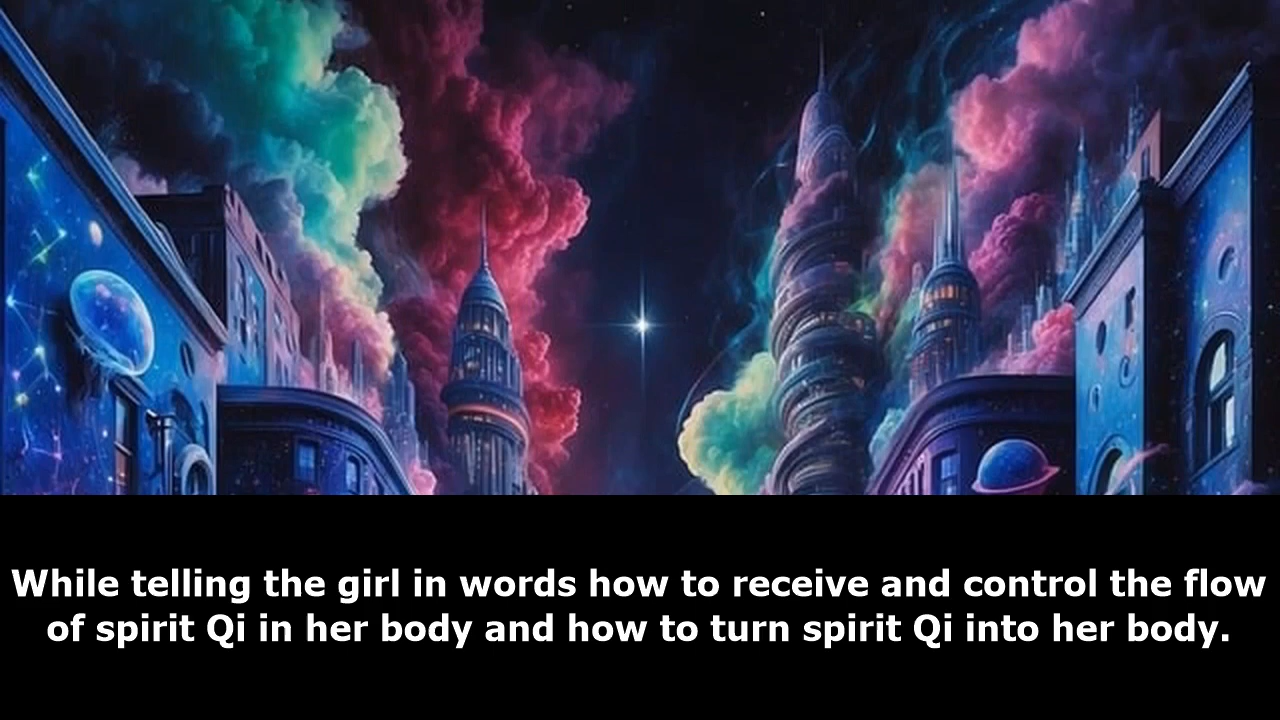 While telling the girl in words how to receive and control the flow
of spirit Qi in her body and how to turn spirit Qi into her body.